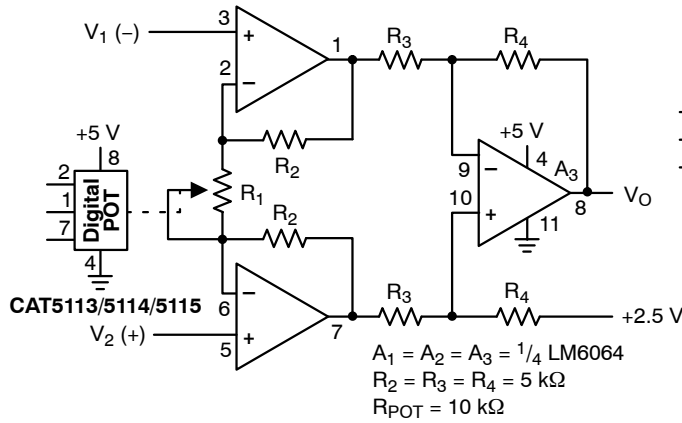 V1 (–)
3
+
2
–
1
R3
R4
+5 V
8
R2
R1
2
1
7
Digital
POT
4
+5 V
4
9
–
A3
10
+
8
VO
11
CAT5113/5114/5115
R2
6
–
V2 (+)
5
+
7
R3
R4
+2.5 V
A1 = A2 = A3 = 1/4 LM6064
R2 = R3 = R4 = 5 kΩ
RPOT = 10 kΩ